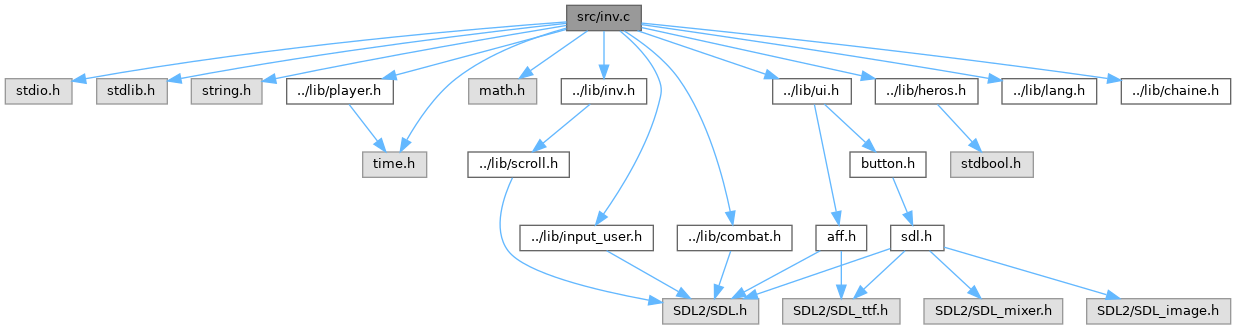 src/inv.c
stdio.h
stdlib.h
string.h
../lib/player.h
math.h
../lib/inv.h
../lib/ui.h
../lib/heros.h
../lib/lang.h
../lib/chaine.h
time.h
../lib/scroll.h
button.h
stdbool.h
../lib/input_user.h
../lib/combat.h
aff.h
sdl.h
SDL2/SDL.h
SDL2/SDL_ttf.h
SDL2/SDL_mixer.h
SDL2/SDL_image.h